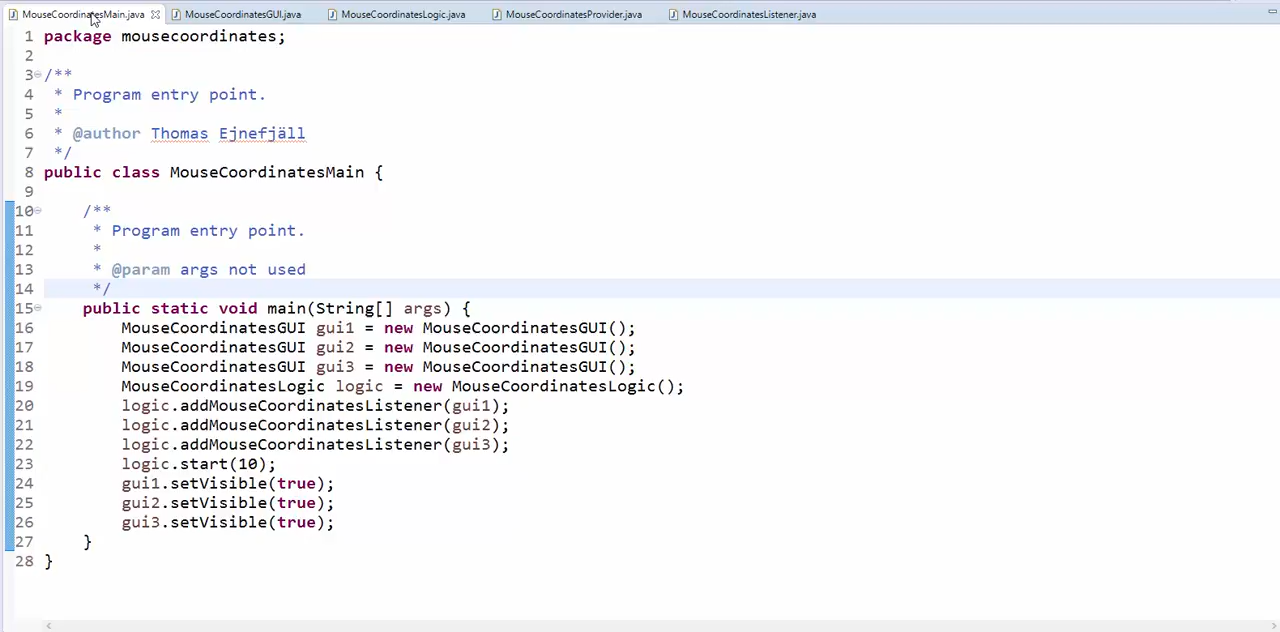 MouseCoordinatesMain.java MouseCoordinatesGUI.java MouseCoordinatesLogic.java MouseCoordinatesProvider.java MouseCoordinatesListener.java
1 package mousecoordinates;
2
3 /**
4 * Program entry point.
5 *
6 * @author Thomas Ejnefjäll
7 */
8 public class MouseCoordinatesMain {
9
10 /**
11 * Program entry point.
12 *
13 * @param args not used
14 */
15 public static void main(String[] args) {
16 MouseCoordinatesGUI gui1 = new MouseCoordinatesGUI();
17 MouseCoordinatesGUI gui2 = new MouseCoordinatesGUI();
18 MouseCoordinatesGUI gui3 = new MouseCoordinatesGUI();
19 MouseCoordinatesLogic logic = new MouseCoordinatesLogic();
20 logic.addMouseCoordinatesListener(gui1);
21 logic.addMouseCoordinatesListener(gui2);
22 logic.addMouseCoordinatesListener(gui3);
23 logic.start(10);
24 gui1.setVisible(true);
25 gui2.setVisible(true);
26 gui3.setVisible(true);
27 }
28 }